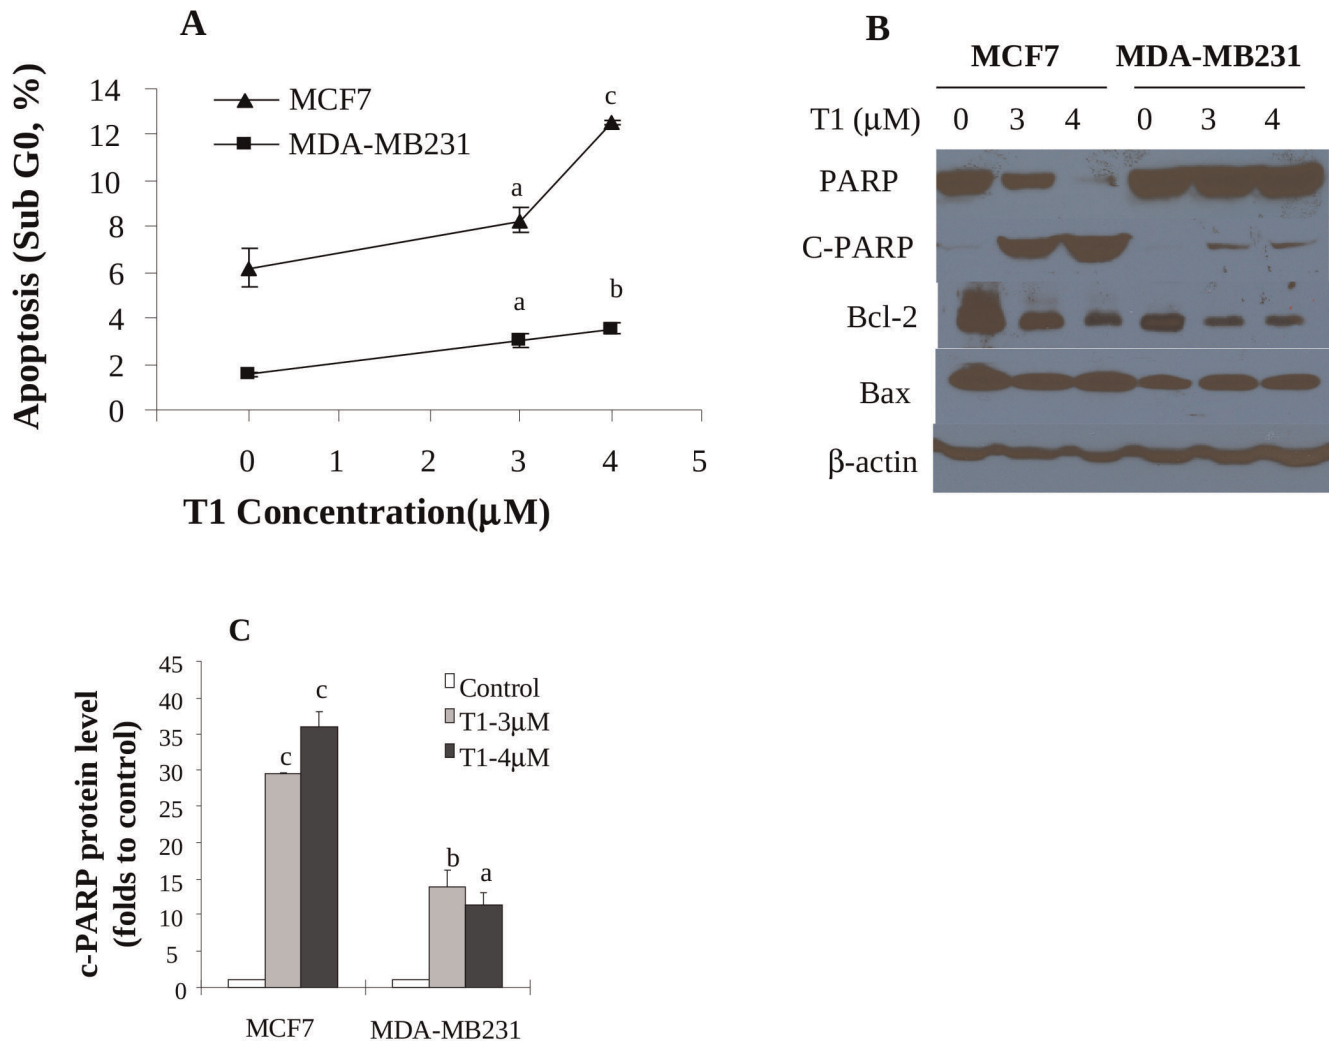 A
Apoptosis (Sub G0, %)
14
12
10
8
6
4
2
0
MCF7
MDA-MB231
a
c
a
b
0 1 2 3 4 5
T1 Concentration(μM)
B
MCF7 MDA-MB231
T1 (μM) 0 3 4 0 3 4
PARP
C-PARP
Bcl-2
Bax
β-actin
C
c-PARP protein level
(folds to control)
45
40
35
30
25
20
15
10
5
0
Control
T1-3μM
T1-4μM
c
c
b
a
MCF7 MDA-MB231